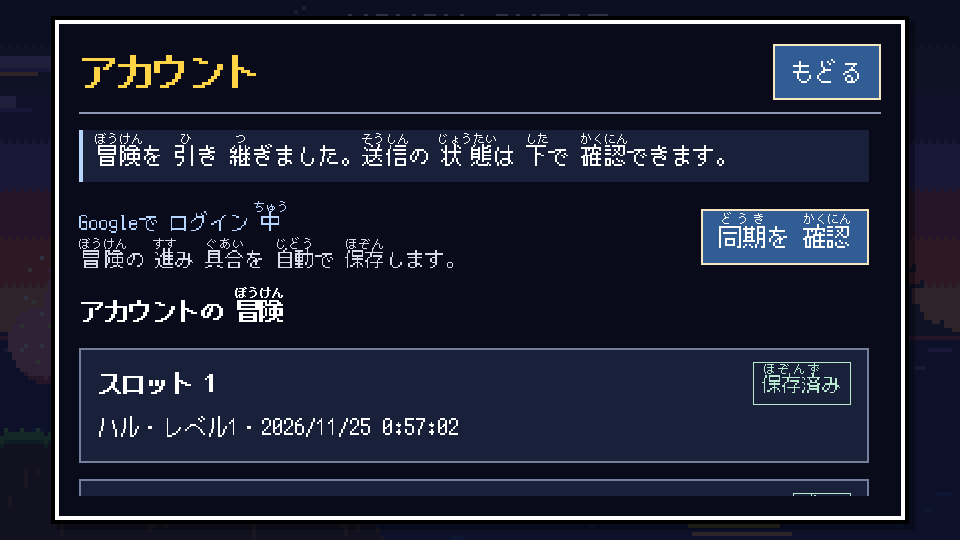 アカウント
もどる
冒険を 引き 継ぎました。送信の 状態は 下で 確認できます。
Googleで ログイン 中
冒険の 進み 具合を 自動で 保存します。
同期を 確認
アカウントの 冒険
スロット 1
保存済み
ハル・レベル1・2026/11/25 0:57:02